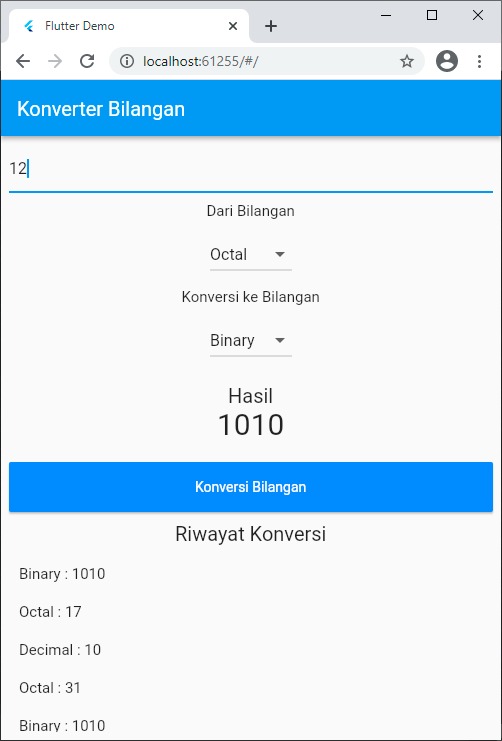 Flutter Demo
localhost:61255/#/
Konverter Bilangan
12
Dari Bilangan
Octal
Konversi ke Bilangan
Binary
Hasil
1010
Konversi Bilangan
Riwayat Konversi
Binary : 1010
Octal : 17
Decimal : 10
Octal : 31
Binary : 1010